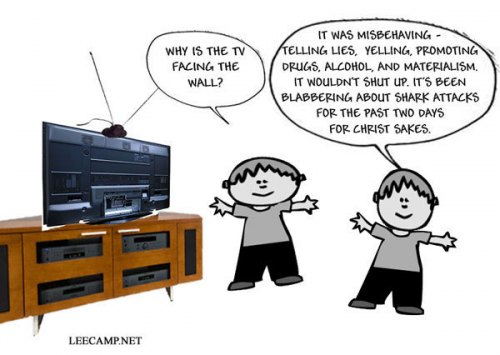 WHY IS THE TV
FACING THE
WALL?
IT WAS MISBEHAVING -
TELLING LIES, YELLING, PROMOTING
DRUGS, ALCOHOL, AND MATERIALISM.
IT WOULDN'T SHUT UP. IT'S BEEN
BLABBERING ABOUT SHARK ATTACKS
FOR THE PAST TWO DAYS
FOR CHRIST SAKES.
LEECAMP.NET